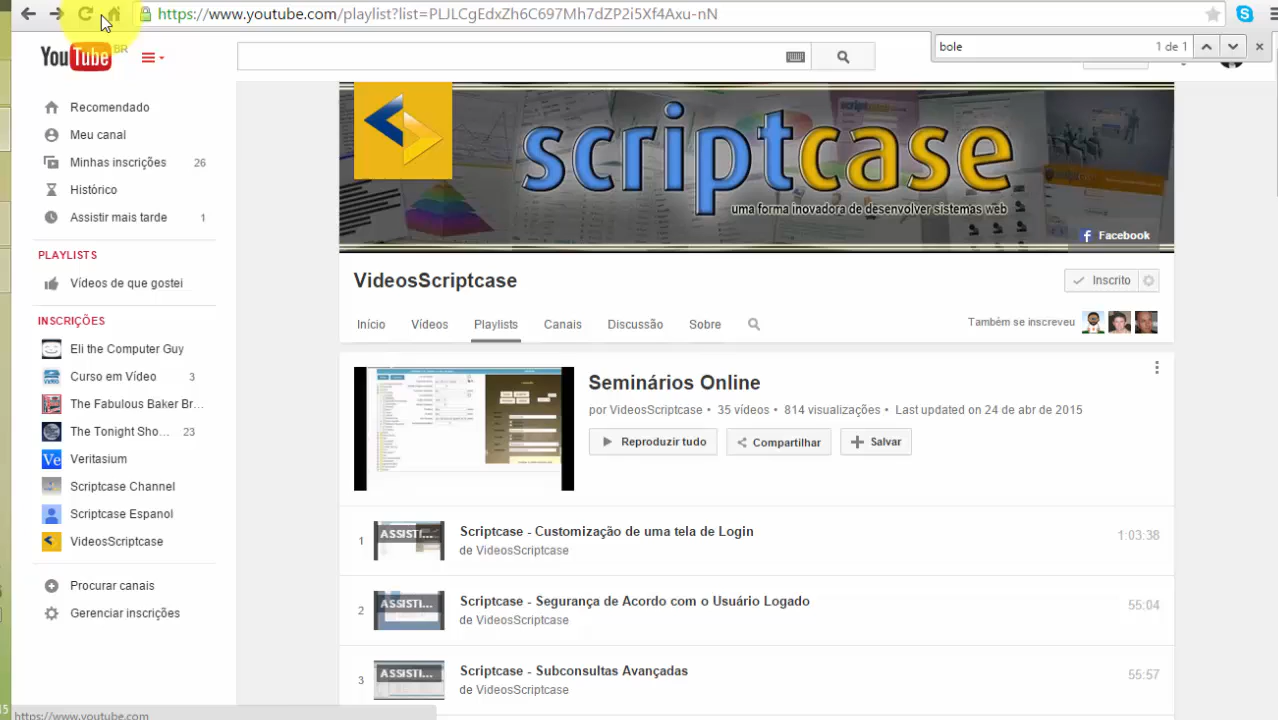 https://www.youtube.com/playlist?list=PLJLCgEdxZh6C697Mh7dZP2i5Xf4Axu-nN
bole
1 de 1
YouTube BR
Recomendado
Meu canal
Minhas inscrições 26
Histórico
Assistir mais tarde 1
PLAYLISTS
Vídeos de que gostei
INSCRIÇÕES
Eli the Computer Guy
Curso em Vídeo 3
The Fabulous Baker Br...
The Tonight Sho... 23
Ve Veritasium
Scriptcase Channel
Scriptcase Espanol
VideosScriptcase
Procurar canais
Gerenciar inscrições
scriptcase
uma forma inovadora de desenvolver sistemas web
Facebook
VideosScriptcase
Inscrito
Início Vídeos Playlists Canais Discussão Sobre
Também se inscreveu
Seminários Online
por VideosScriptcase • 35 vídeos • 814 visualizações • Last updated on 24 de abr de 2015
Reproduzir tudo
Compartilhar
Salvar
1
ASSISTI...
Scriptcase - Customização de uma tela de Login
de VideosScriptcase
1:03:38
2
ASSISTI...
Scriptcase - Segurança de Acordo com o Usuário Logado
de VideosScriptcase
55:04
3
ASSISTI...
Scriptcase - Subconsultas Avançadas
de VideosScriptcase
55:57
https://www.youtube.com